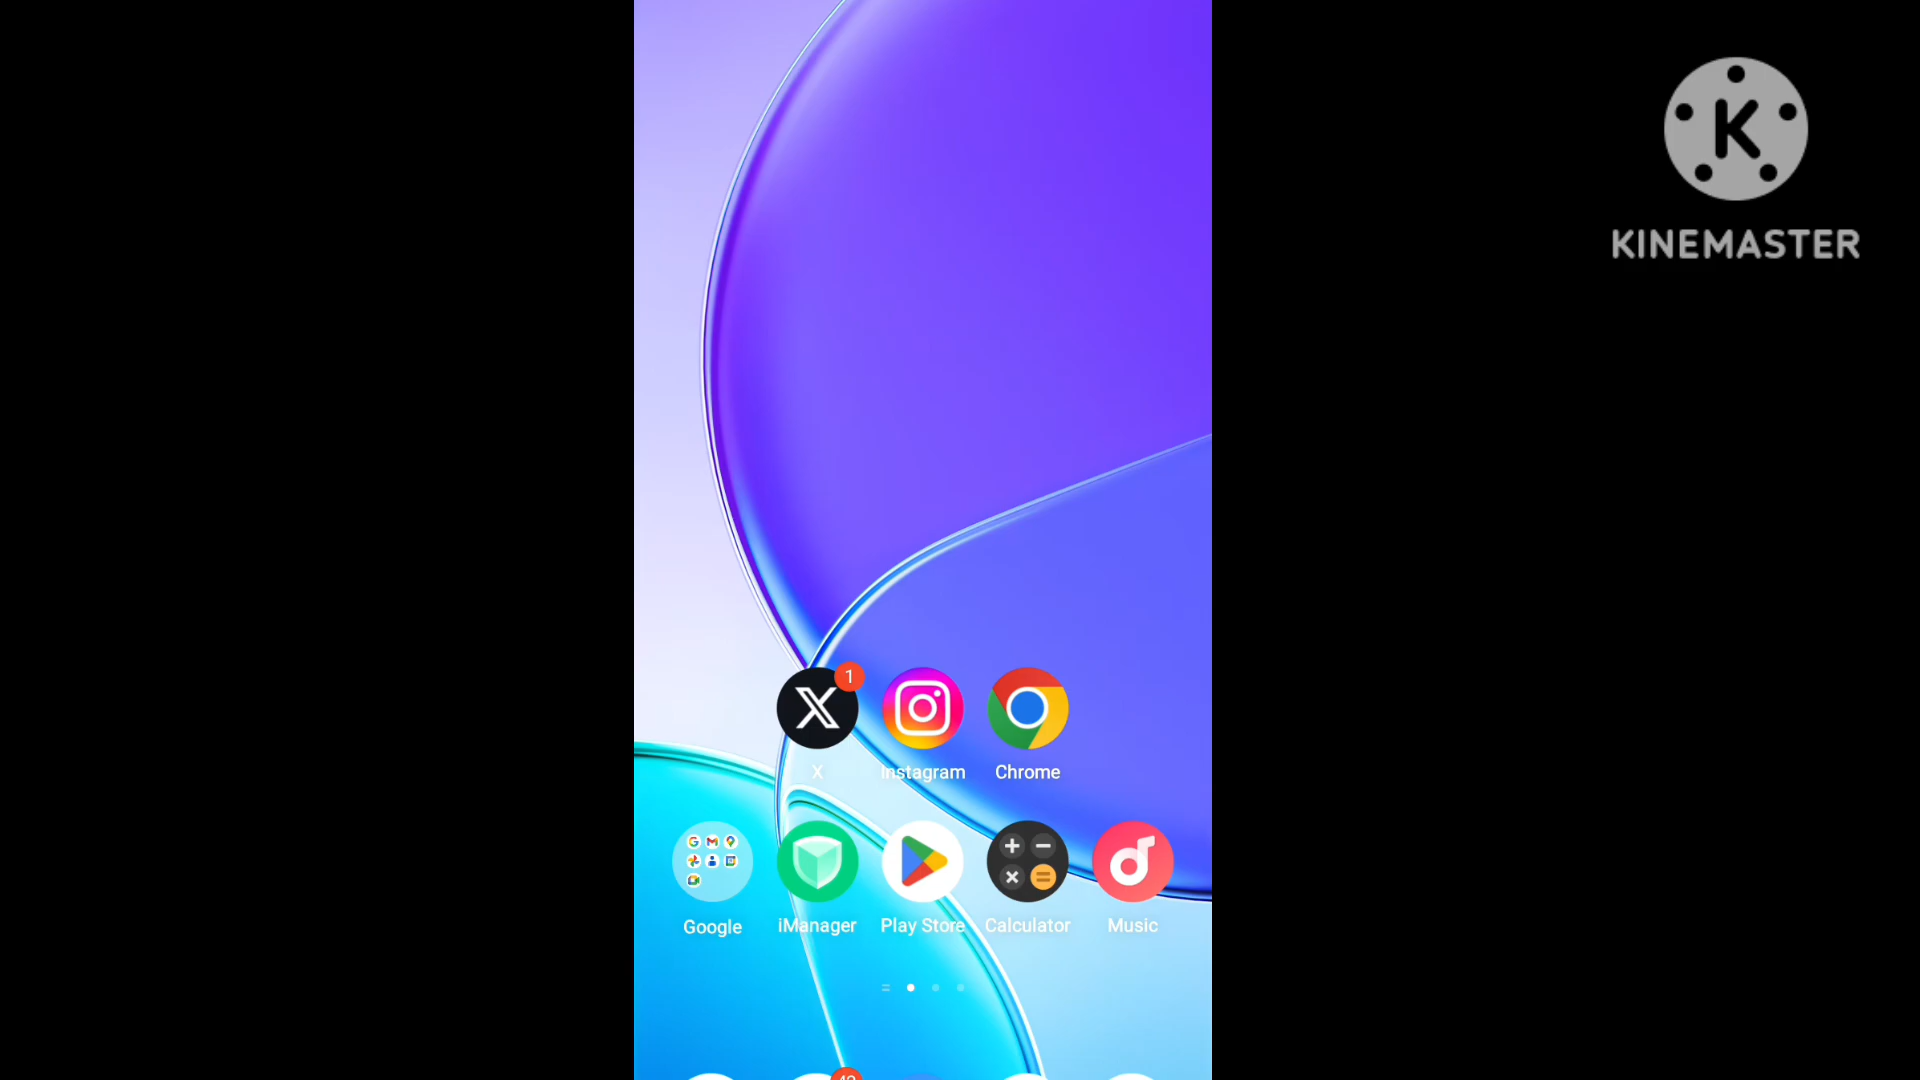 KINEMASTER
1
X
Instagram
Chrome
Google
iManager
Play Store
Calculator
Music